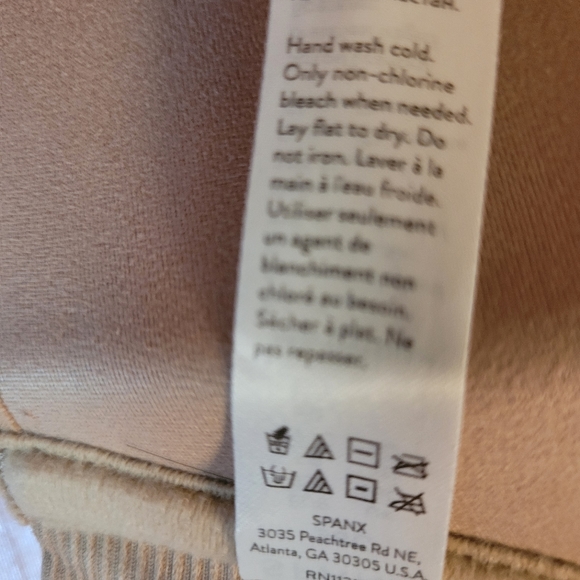 Hand wash cold.
Only non-chlorine
bleach when needed.
Lay flat to dry. Do
not iron. Laver à la
main à l'eau froide.
Utiliser seulement
un agent de
blanchiment non
chloré au besoin.
Sécher à plat. Ne
pas repasser.
SPANX
3035 Peachtree Rd NE,
Atlanta, GA 30305 U.S.A